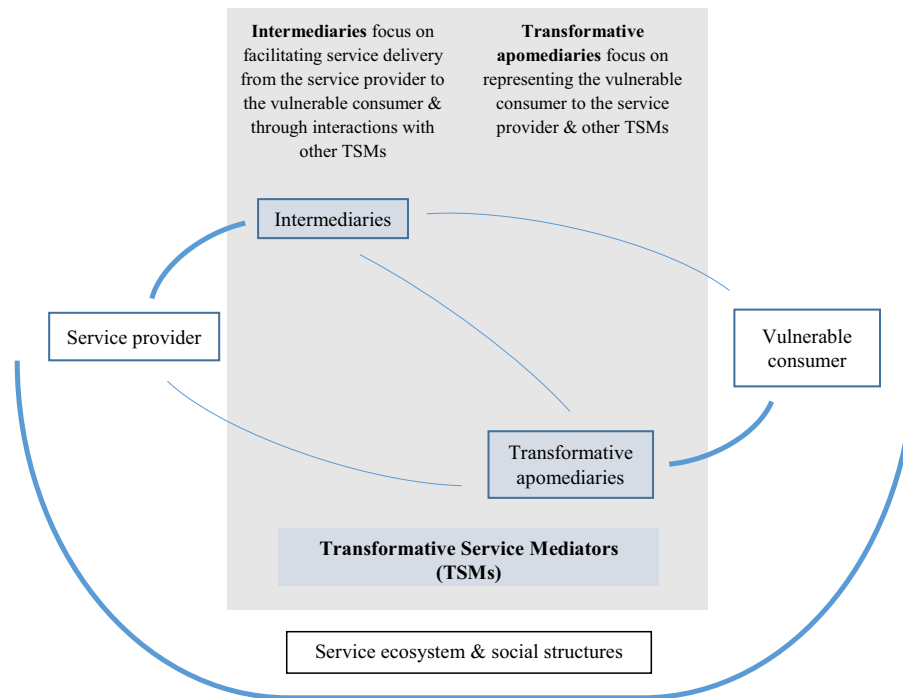 Intermediaries focus on
facilitating service delivery
from the service provider to
the vulnerable consumer &
through interactions with
other TSMs
Transformative
apomediaries focus on
representing the vulnerable
consumer to the service
provider & other TSMs
Intermediaries
Service provider
Vulnerable
consumer
Transformative
apomediaries
Transformative Service Mediators
(TSMs)
Service ecosystem & social structures